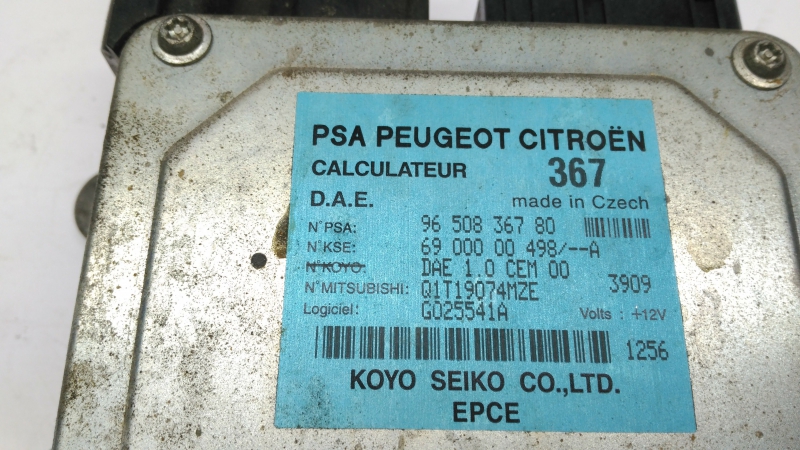 PSA PEUGEOT CITROËN
CALCULATEUR 367
D.A.E. made in Czech
N°PSA: 96 508 367 80
N°KSE: 69 000 00 498/--A
N°KOYO: DAE 1.0 CEM 00
N°MITSUBISHI: Q1T19074MZE 3909
Logiciel: G025541A Volts : +12V
1256
KOYO SEIKO CO.,LTD.
EPCE